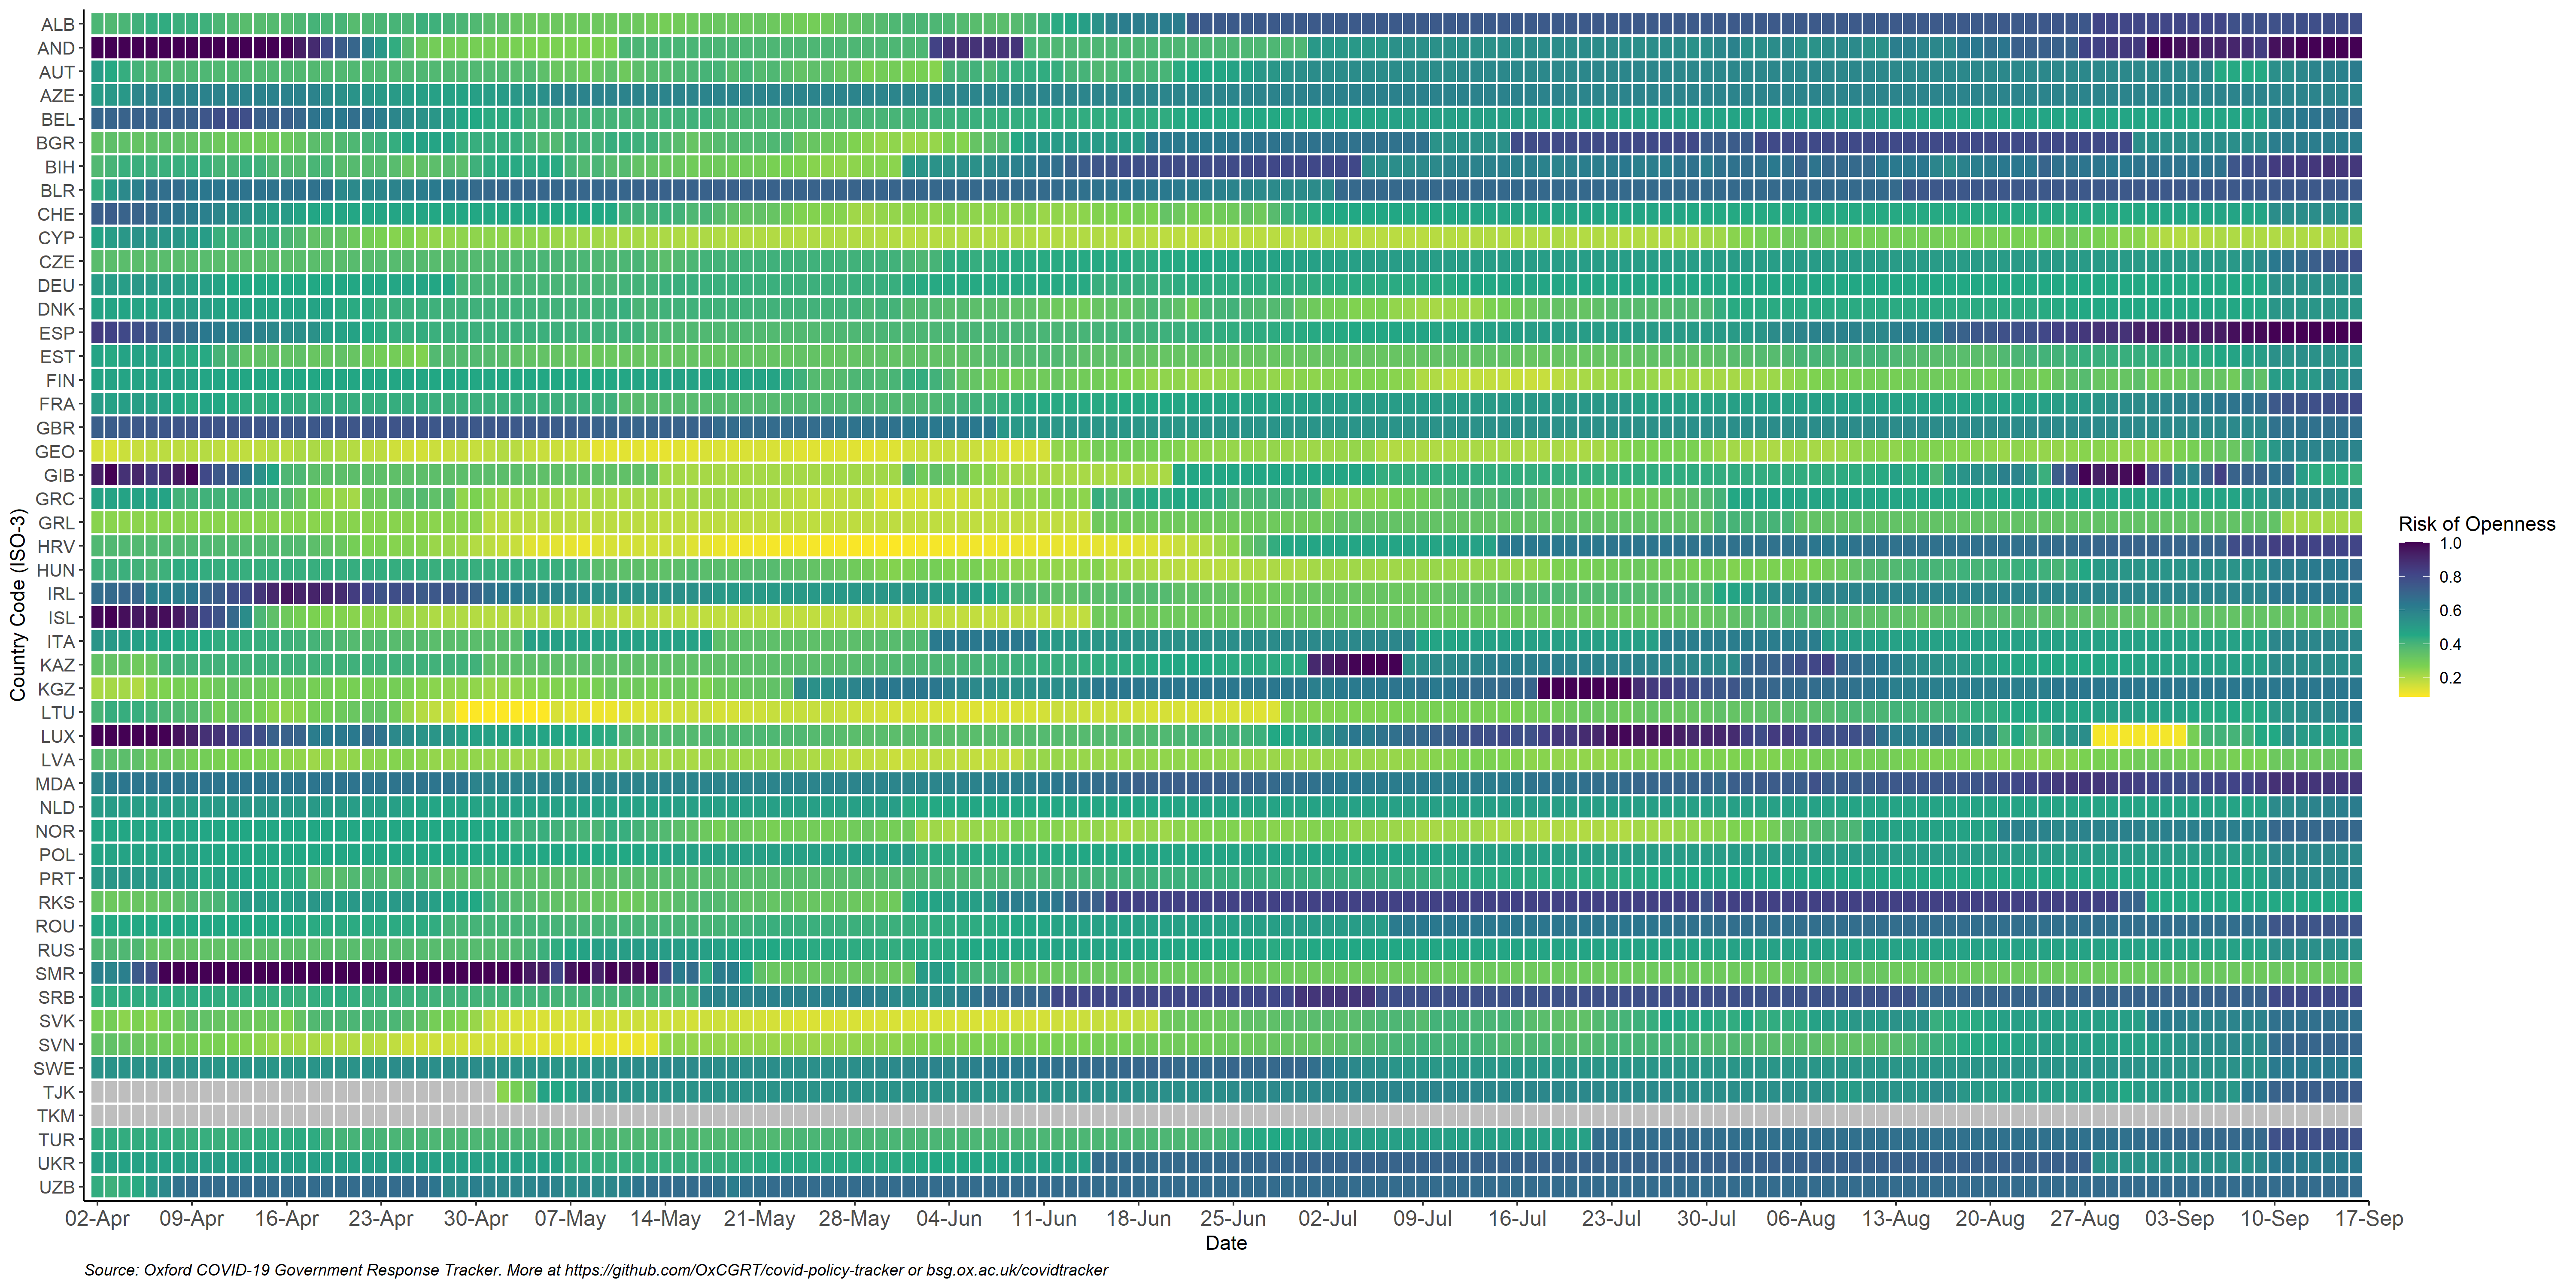 ALB
AND
AUT
AZE
BEL
BGR
BIH
BLR
CHE
CYP
CZE
DEU
DNK
ESP
EST
FIN
FRA
GBR
GEO
GIB
GRC
GRL
HRV
HUN
IRL
ISL
ITA
KAZ
KGZ
LTU
LUX
LVA
MDA
NLD
NOR
POL
PRT
RKS
ROU
RUS
SMR
SRB
SVK
SVN
SWE
TJK
TKM
TUR
UKR
UZB
Country Code (ISO-3)
02-Apr 09-Apr 16-Apr 23-Apr 30-Apr 07-May 14-May 21-May 28-May 04-Jun 11-Jun 18-Jun 25-Jun 02-Jul 09-Jul 16-Jul 23-Jul 30-Jul 06-Aug 13-Aug 20-Aug 27-Aug 03-Sep 10-Sep 17-Sep
Date
Risk of Openness
1.0
0.8
0.6
0.4
0.2
Source: Oxford COVID-19 Government Response Tracker. More at https://github.com/OxCGRT/covid-policy-tracker or bsg.ox.ac.uk/covidtracker